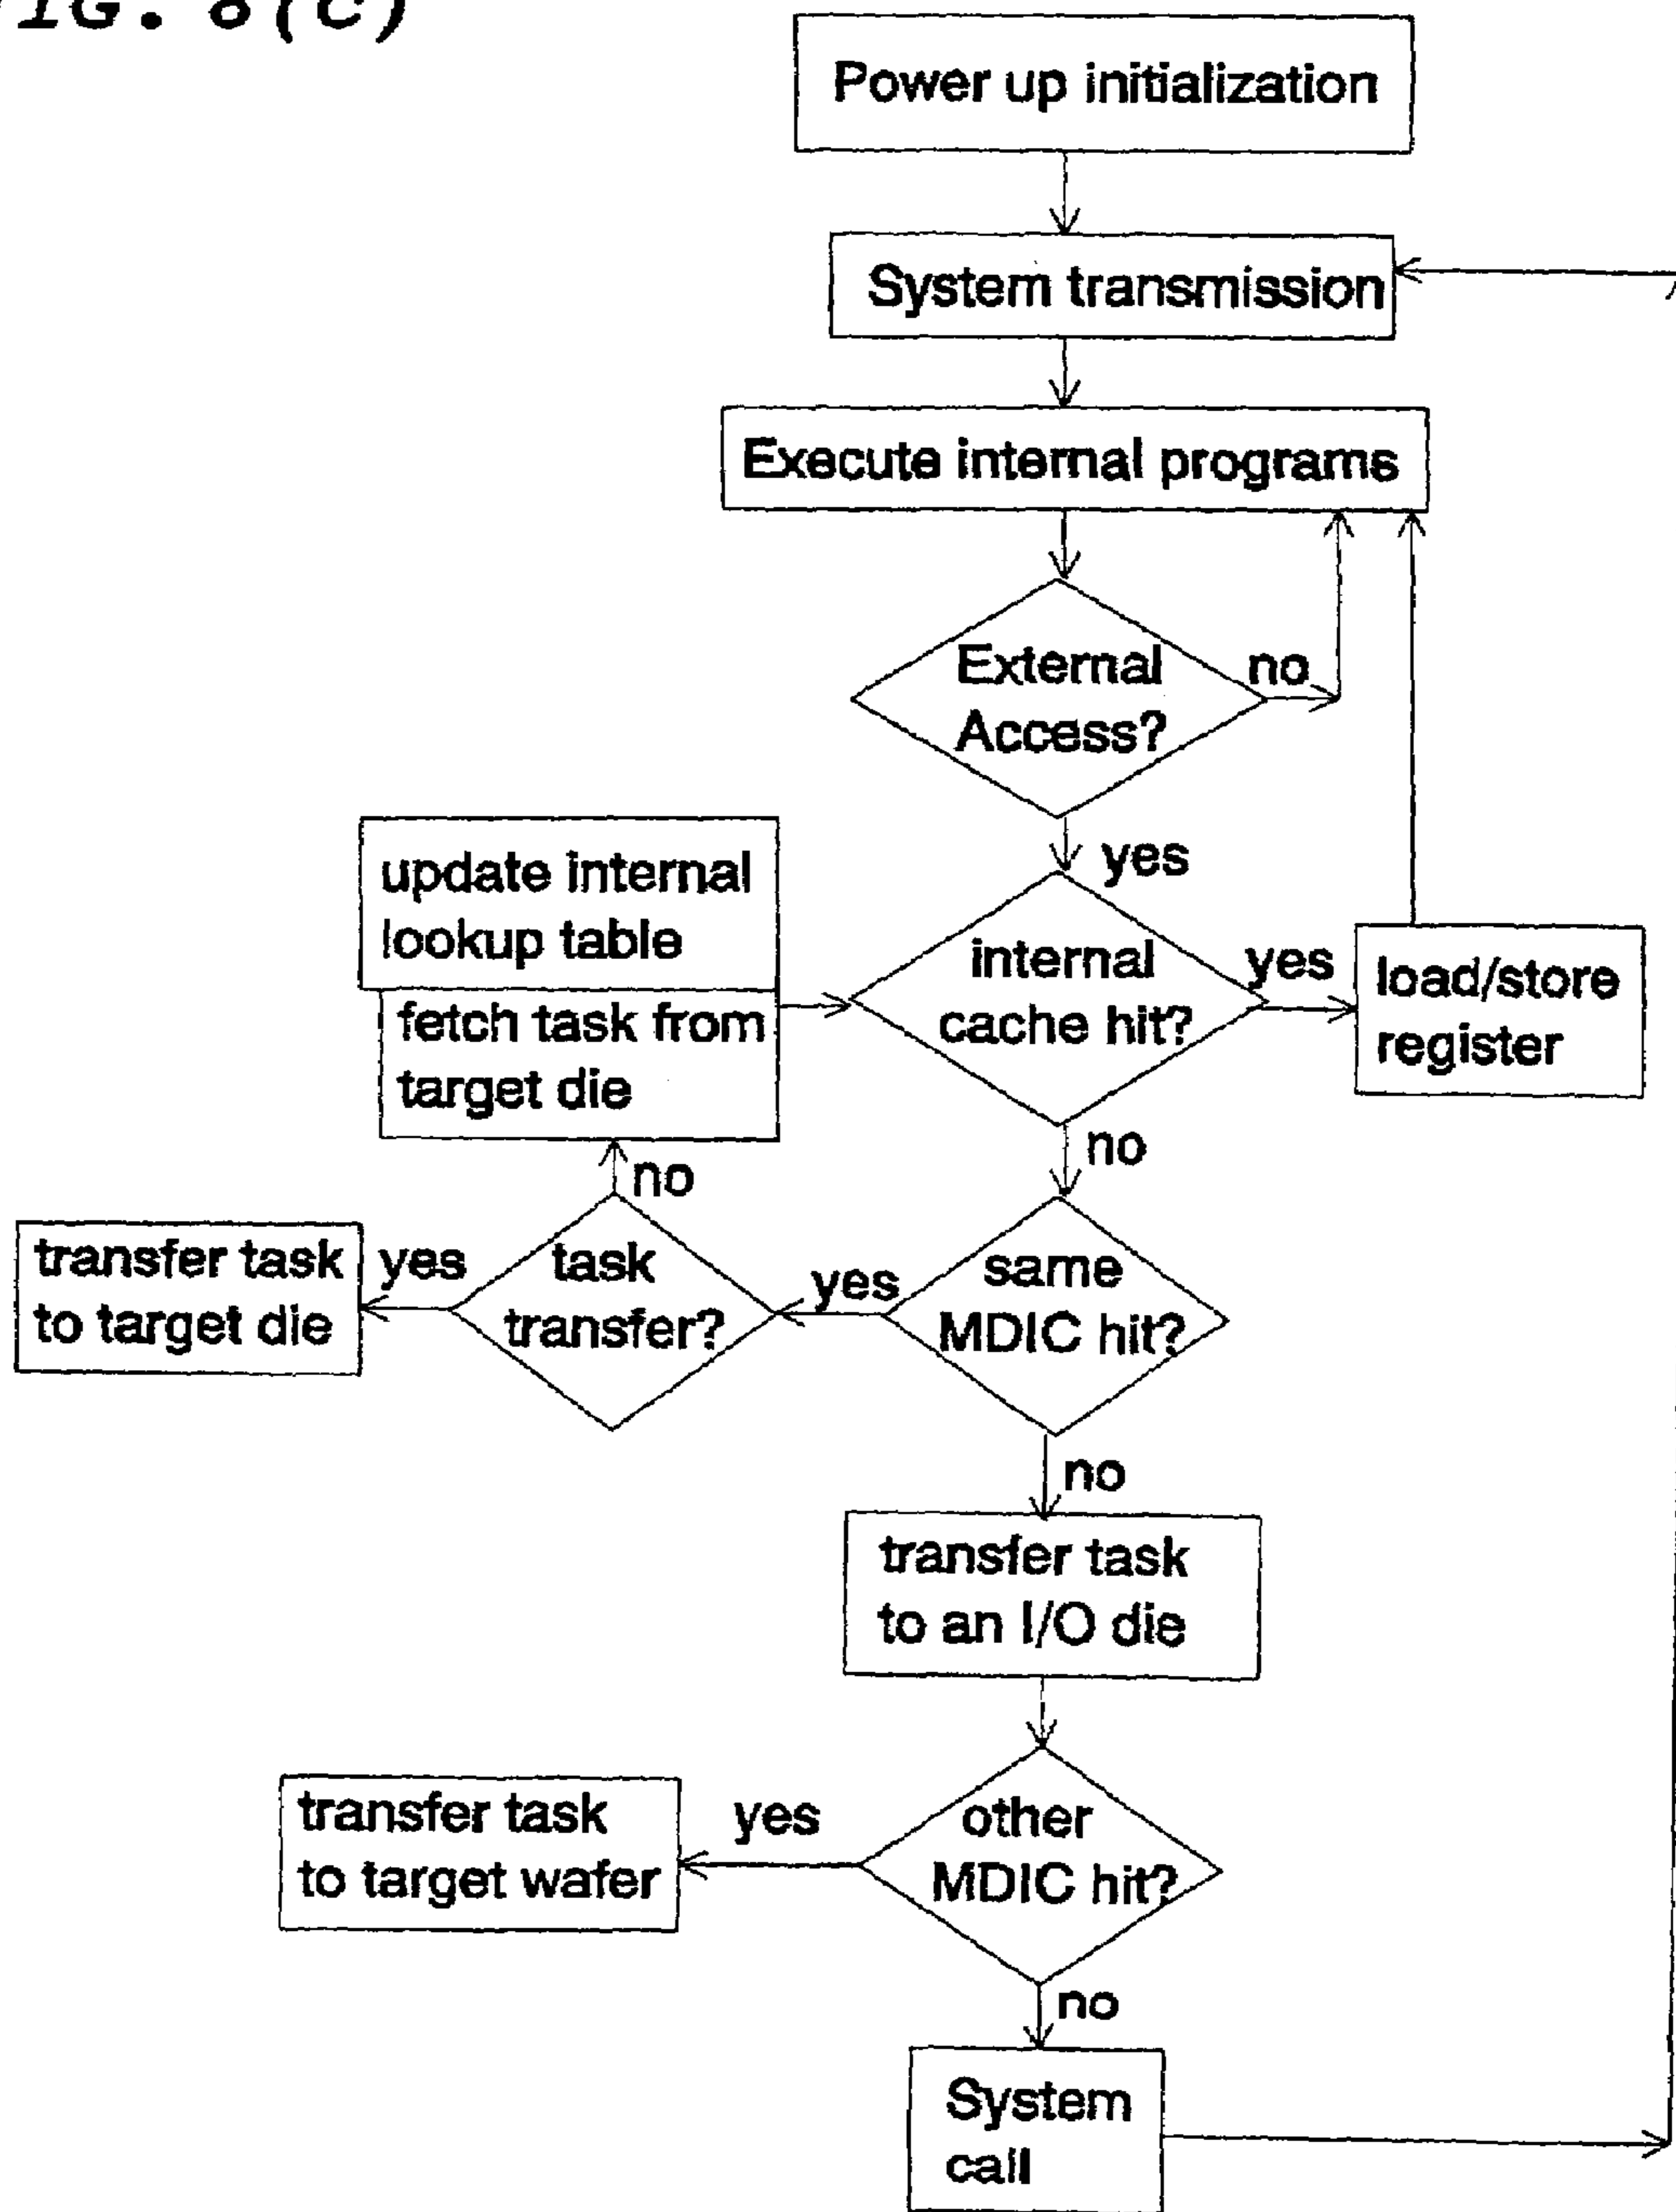 FIG. 8(C)
Power up initialization
System transmission
Execute internal programs
External
Access?
no
yes
update internal
lookup table
fetch task from
target die
internal
cache hit?
yes
load/store
register
no
no
transfer task
to target die
yes
task
transfer?
yes
same
MDIC hit?
no
transfer task
to an I/O die
transfer task
to target wafer
yes
other
MDIC hit?
no
System
call